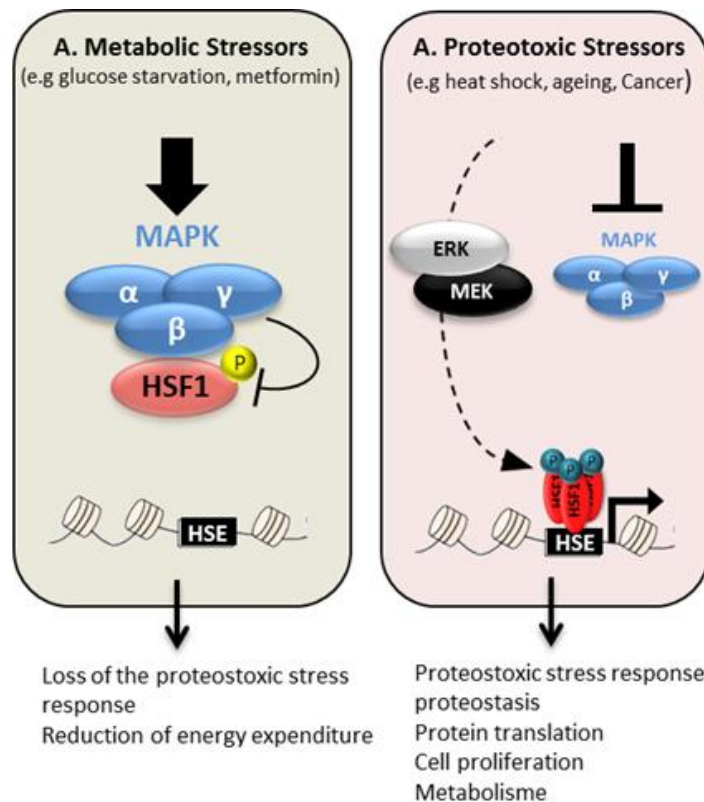 A. Metabolic Stressors
(e.g glucose starvation, metformin)
MAPK
α
γ
β
P
HSF1
HSE
Loss of the proteostoxic stress
response
Reduction of energy expenditure
A. Proteotoxic Stressors
(e.g heat shock, ageing, Cancer)
ERK
MEK
MAPK
α
γ
β
P
P
P
HSF1
HSF1
HSE
Proteostoxic stress response
proteostasis
Protein translation
Cell proliferation
Metabolisme